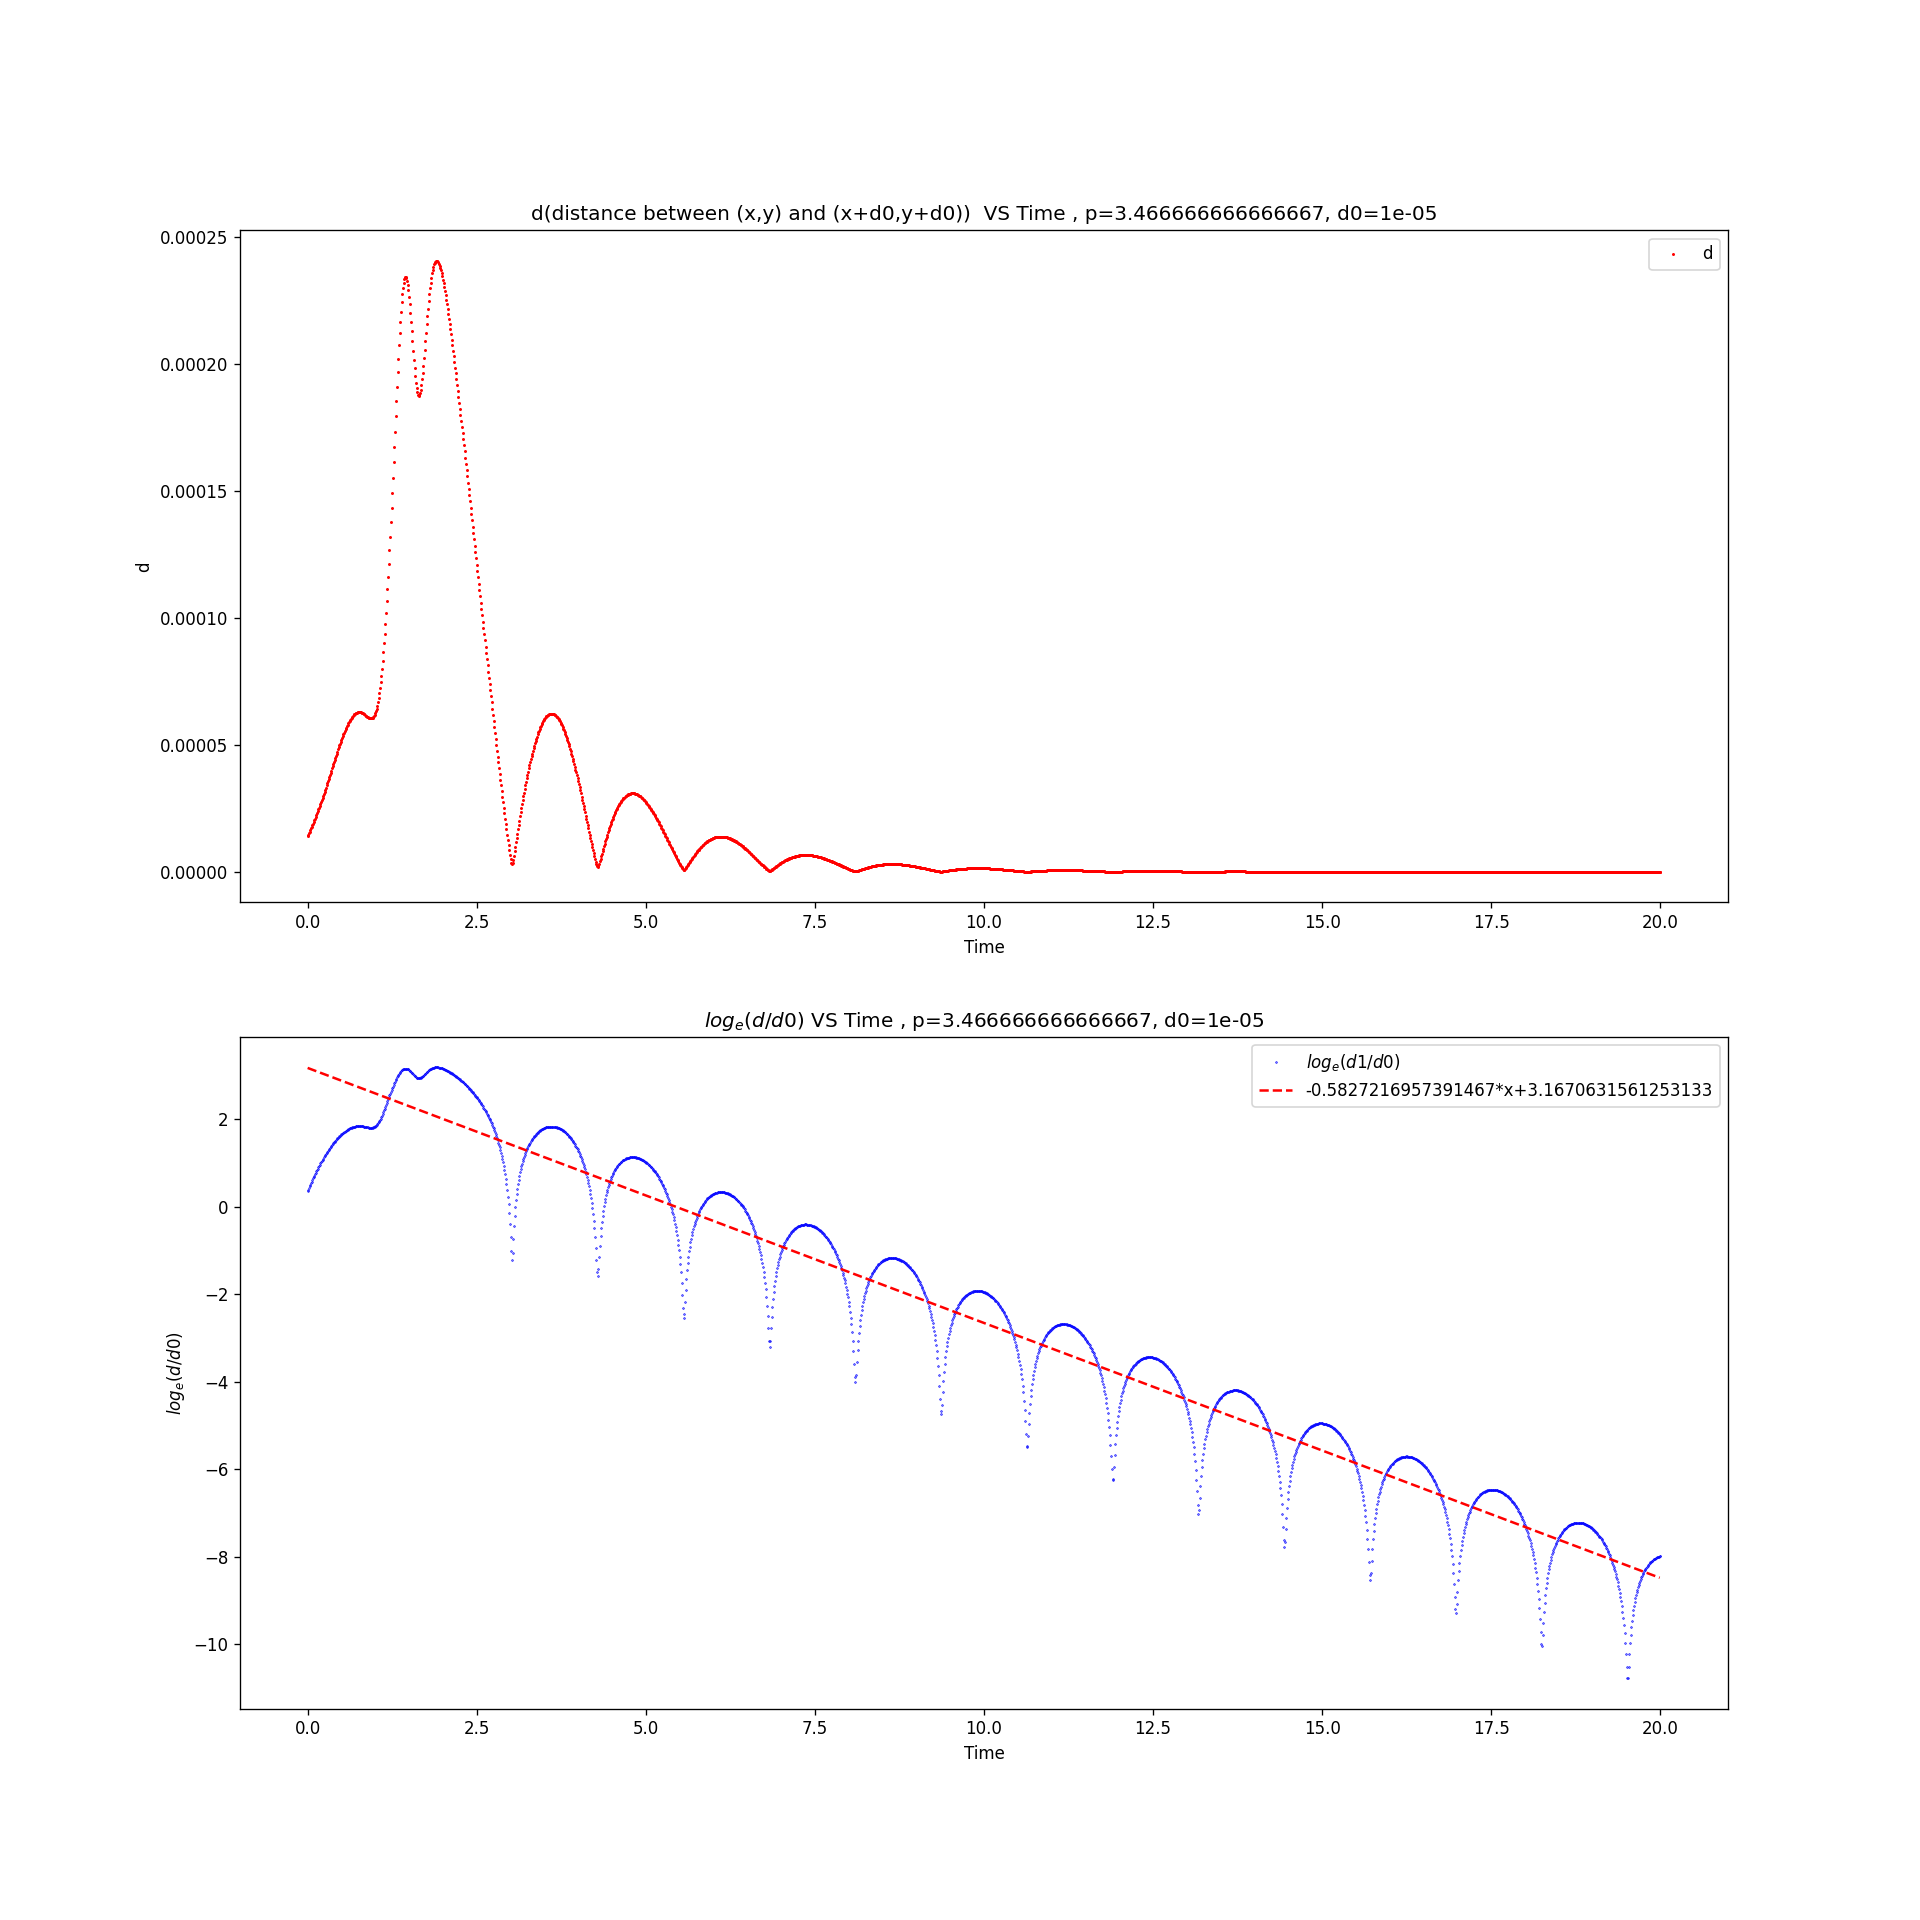 d(distance between (x,y) and (x+d0,y+d0))  VS Time , p=3.466666666666667, d0=1e-05
0.00025
0.00020
0.00015
0.00010
0.00005
0.00000
d
d
0.0 2.5 5.0 7.5 10.0 12.5 15.0 17.5 20.0
Time
logₑ(d/d0) VS Time , p=3.466666666666667, d0=1e-05
logₑ(d1/d0)
-0.5827216957391467*x+3.1670631561253133
2
0
−2
−4
−6
−8
−10
logₑ(d/d0)
0.0 2.5 5.0 7.5 10.0 12.5 15.0 17.5 20.0
Time